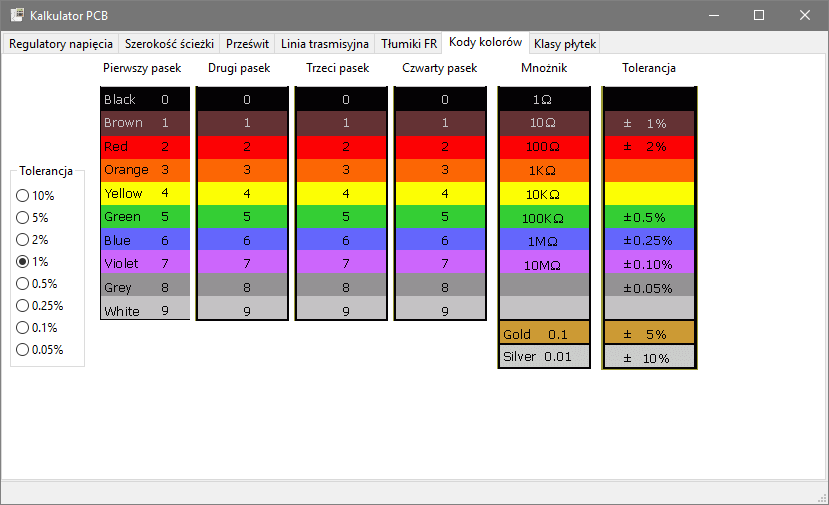 Kalkulator PCB
Regulatory napięcia Szerokość ścieżki Prześwit Linia trasmisyjna Tłumiki FR Kody kolorów Klasy płytek
Pierwszy pasek Drugi pasek Trzeci pasek Czwarty pasek Mnożnik Tolerancja
Black 0 0 0 0 1Ω
Brown 1 1 1 1 10Ω ± 1%
Red 2 2 2 2 100Ω ± 2%
Orange 3 3 3 3 1KΩ
Yellow 4 4 4 4 10KΩ
Green 5 5 5 5 100KΩ ±0.5%
Blue 6 6 6 6 1MΩ ±0.25%
Violet 7 7 7 7 10MΩ ±0.10%
Grey 8 8 8 8 ±0.05%
White 9 9 9 9
Gold 0.1 ± 5%
Silver 0.01 ± 10%
Tolerancja
10%
5%
2%
1%
0.5%
0.25%
0.1%
0.05%